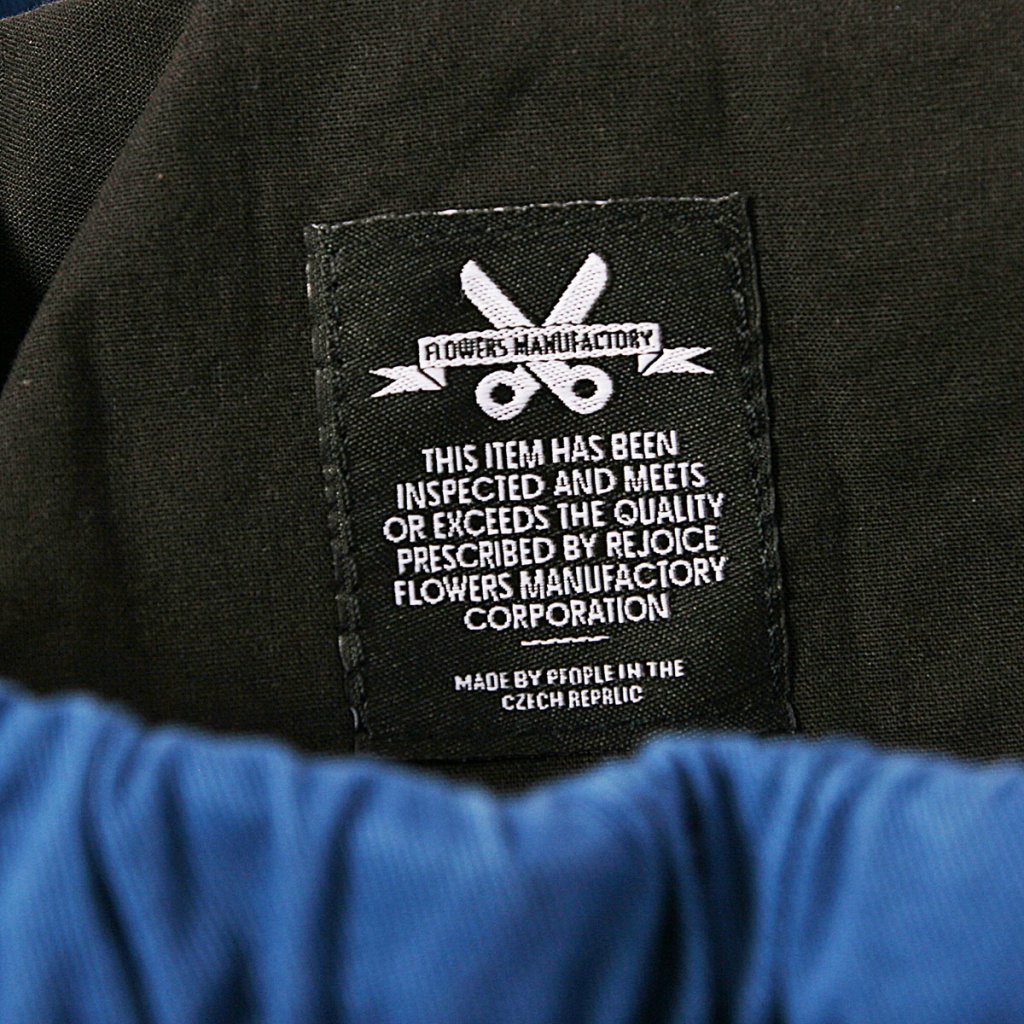 FLOWERS MANUFACTORY
THIS ITEM HAS BEEN
INSPECTED AND MEETS
OR EXCEEDS THE QUALITY
PRESCRIBED BY REJOICE
FLOWERS MANUFACTORY
CORPORATION
MADE BY PEOPLE IN THE
CZECH REPRLIC